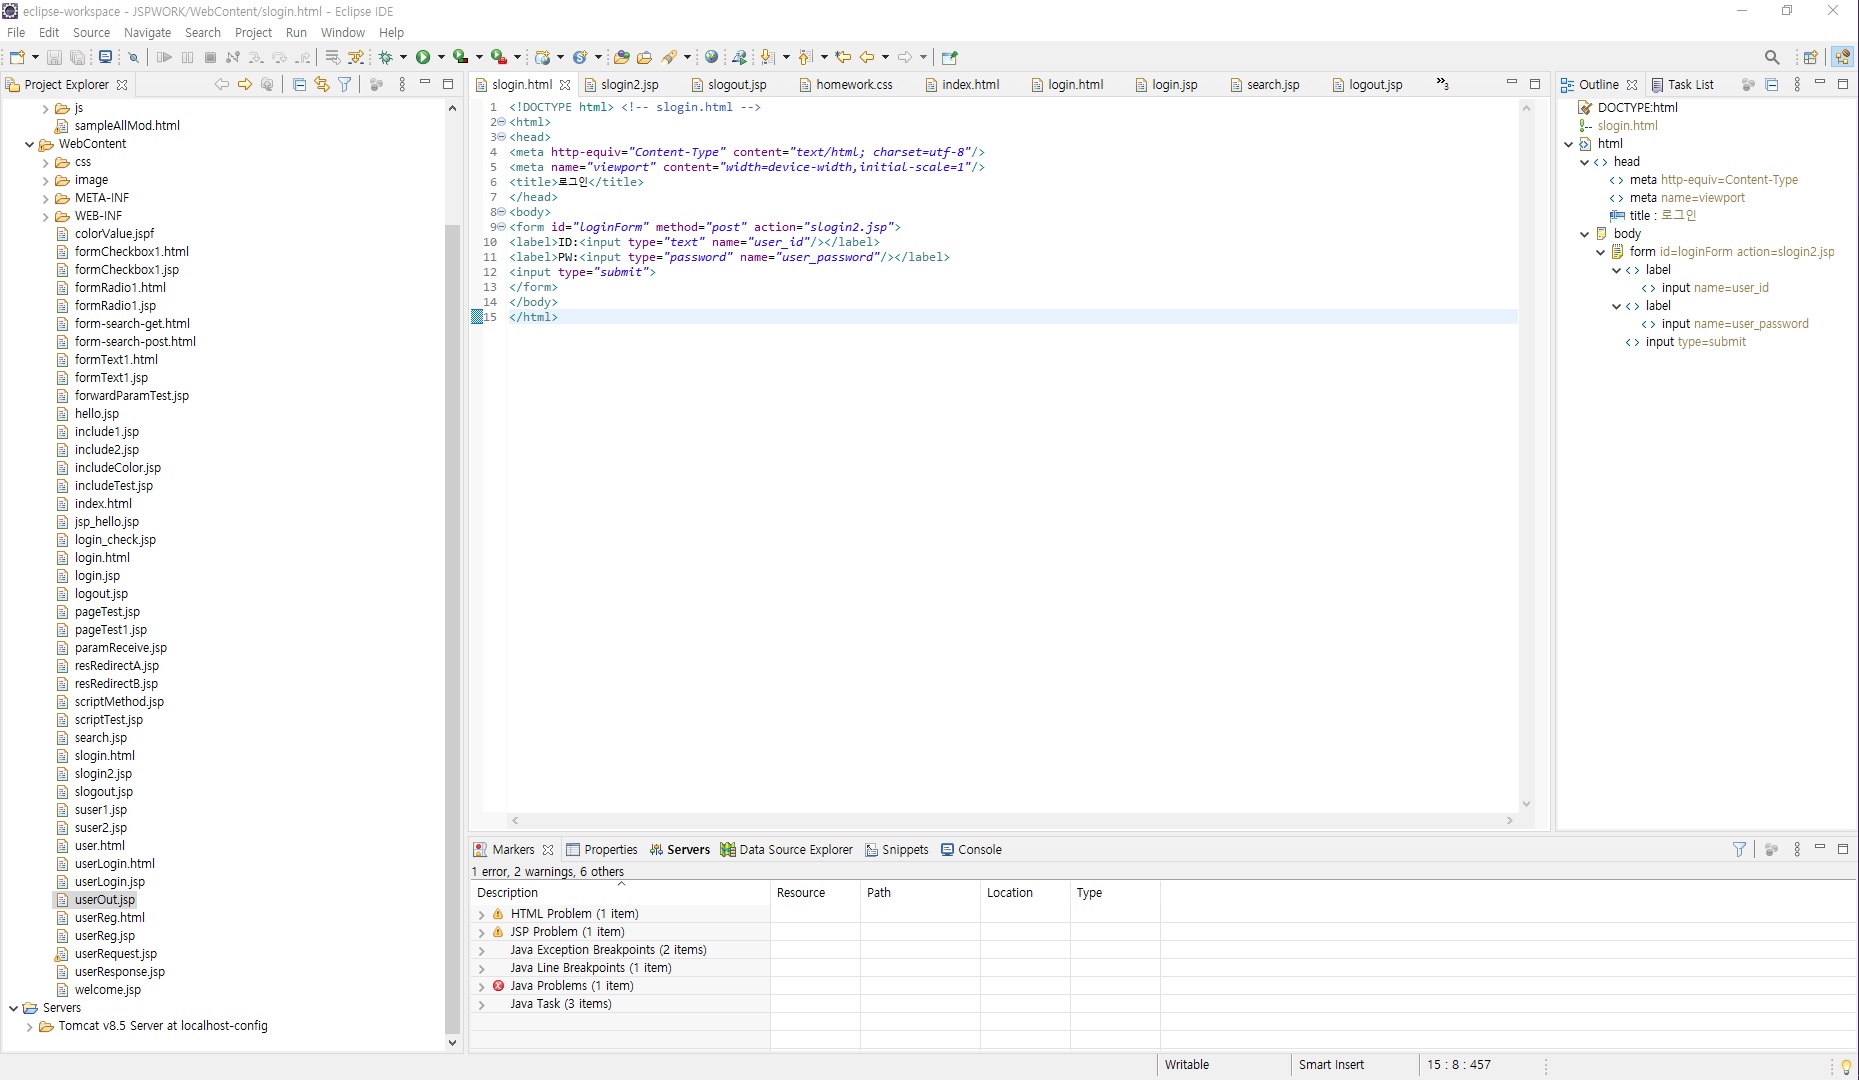 eclipse-workspace - JSPWORK/WebContent/slogin.html - Eclipse IDE
File Edit Source Navigate Search Project Run Window Help
Project Explorer
js
sampleAllMod.html
WebContent
css
image
META-INF
WEB-INF
colorValue.jspf
formCheckbox1.html
formCheckbox1.jsp
formRadio1.html
formRadio1.jsp
form-search-get.html
form-search-post.html
formText1.html
formText1.jsp
forwardParamTest.jsp
hello.jsp
include1.jsp
include2.jsp
includeColor.jsp
includeTest.jsp
index.html
jsp_hello.jsp
login_check.jsp
login.html
login.jsp
logout.jsp
pageTest.jsp
pageTest1.jsp
paramReceive.jsp
resRedirectA.jsp
resRedirectB.jsp
scriptMethod.jsp
scriptTest.jsp
search.jsp
slogin.html
slogin2.jsp
slogout.jsp
suser1.jsp
suser2.jsp
user.html
userLogin.html
userLogin.jsp
userOut.jsp
userReg.html
userReg.jsp
userRequest.jsp
userResponse.jsp
welcome.jsp
Servers
Tomcat v8.5 Server at localhost-config
slogin.html slogin2.jsp slogout.jsp homework.css index.html login.html login.jsp search.jsp logout.jsp »3
1 <!DOCTYPE html> <!-- slogin.html -->
2 <html>
3 <head>
4 <meta http-equiv="Content-Type" content="text/html; charset=utf-8"/>
5 <meta name="viewport" content="width=device-width,initial-scale=1"/>
6 <title>로그인</title>
7 </head>
8 <body>
9 <form id="loginForm" method="post" action="slogin2.jsp">
10 <label>ID:<input type="text" name="user_id"/></label>
11 <label>PW:<input type="password" name="user_password"/></label>
12 <input type="submit">
13 </form>
14 </body>
15 </html>
Outline Task List
DOCTYPE:html
slogin.html
html
head
meta http-equiv=Content-Type
meta name=viewport
title : 로그인
body
form id=loginForm action=slogin2.jsp
label
input name=user_id
label
input name=user_password
input type=submit
Markers Properties Servers Data Source Explorer Snippets Console
1 error, 2 warnings, 6 others
Description Resource Path Location Type
HTML Problem (1 item)
JSP Problem (1 item)
Java Exception Breakpoints (2 items)
Java Line Breakpoints (1 item)
Java Problems (1 item)
Java Task (3 items)
Writable Smart Insert 15 : 8 : 457